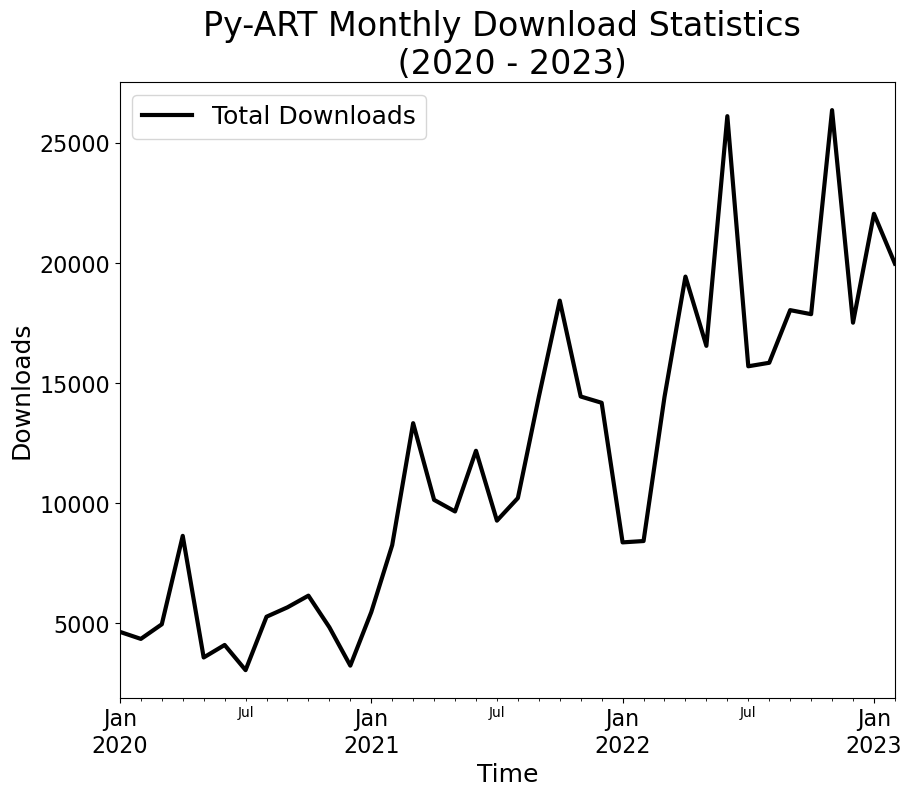 Py-ART Monthly Download Statistics
(2020 - 2023)
Total Downloads
25000
20000
15000
10000
5000
Downloads
Jan
2020
Jul
Jan
2021
Jul
Jan
2022
Jul
Jan
2023
Time